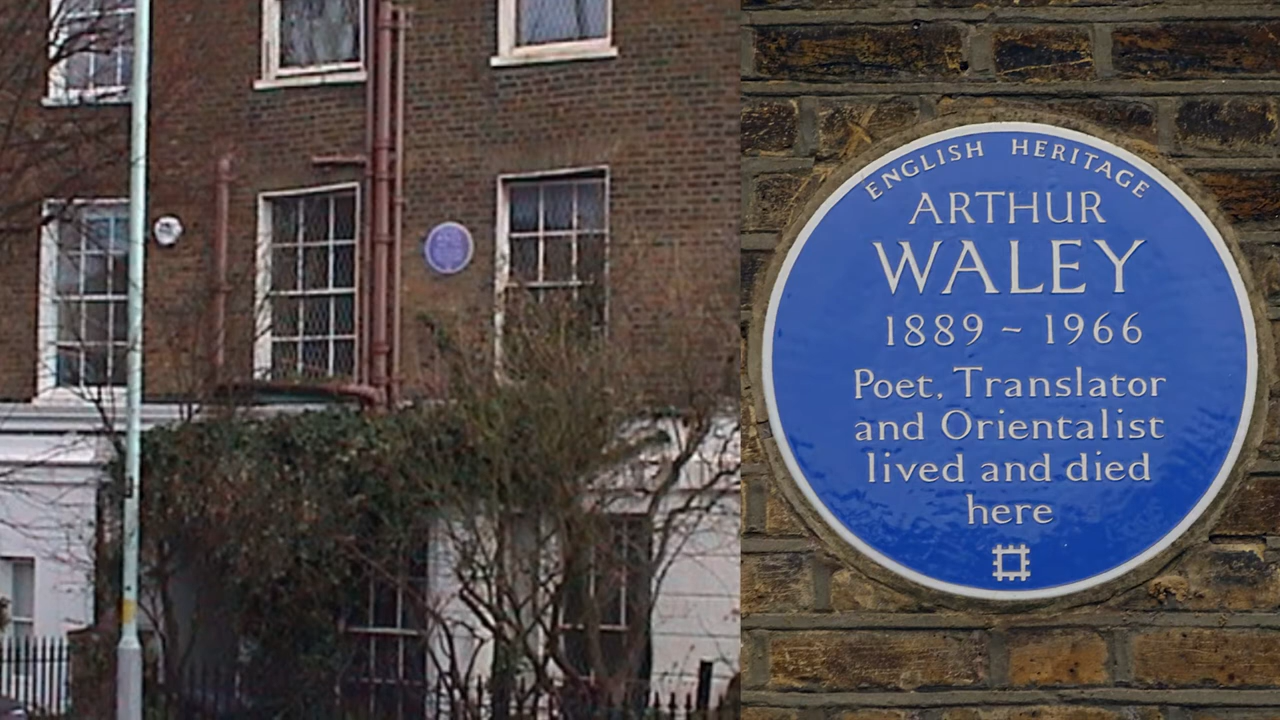 ENGLISH HERITAGE
ARTHUR
WALEY
1889 ~ 1966
Poet, Translator
and Orientalist
lived and died
here